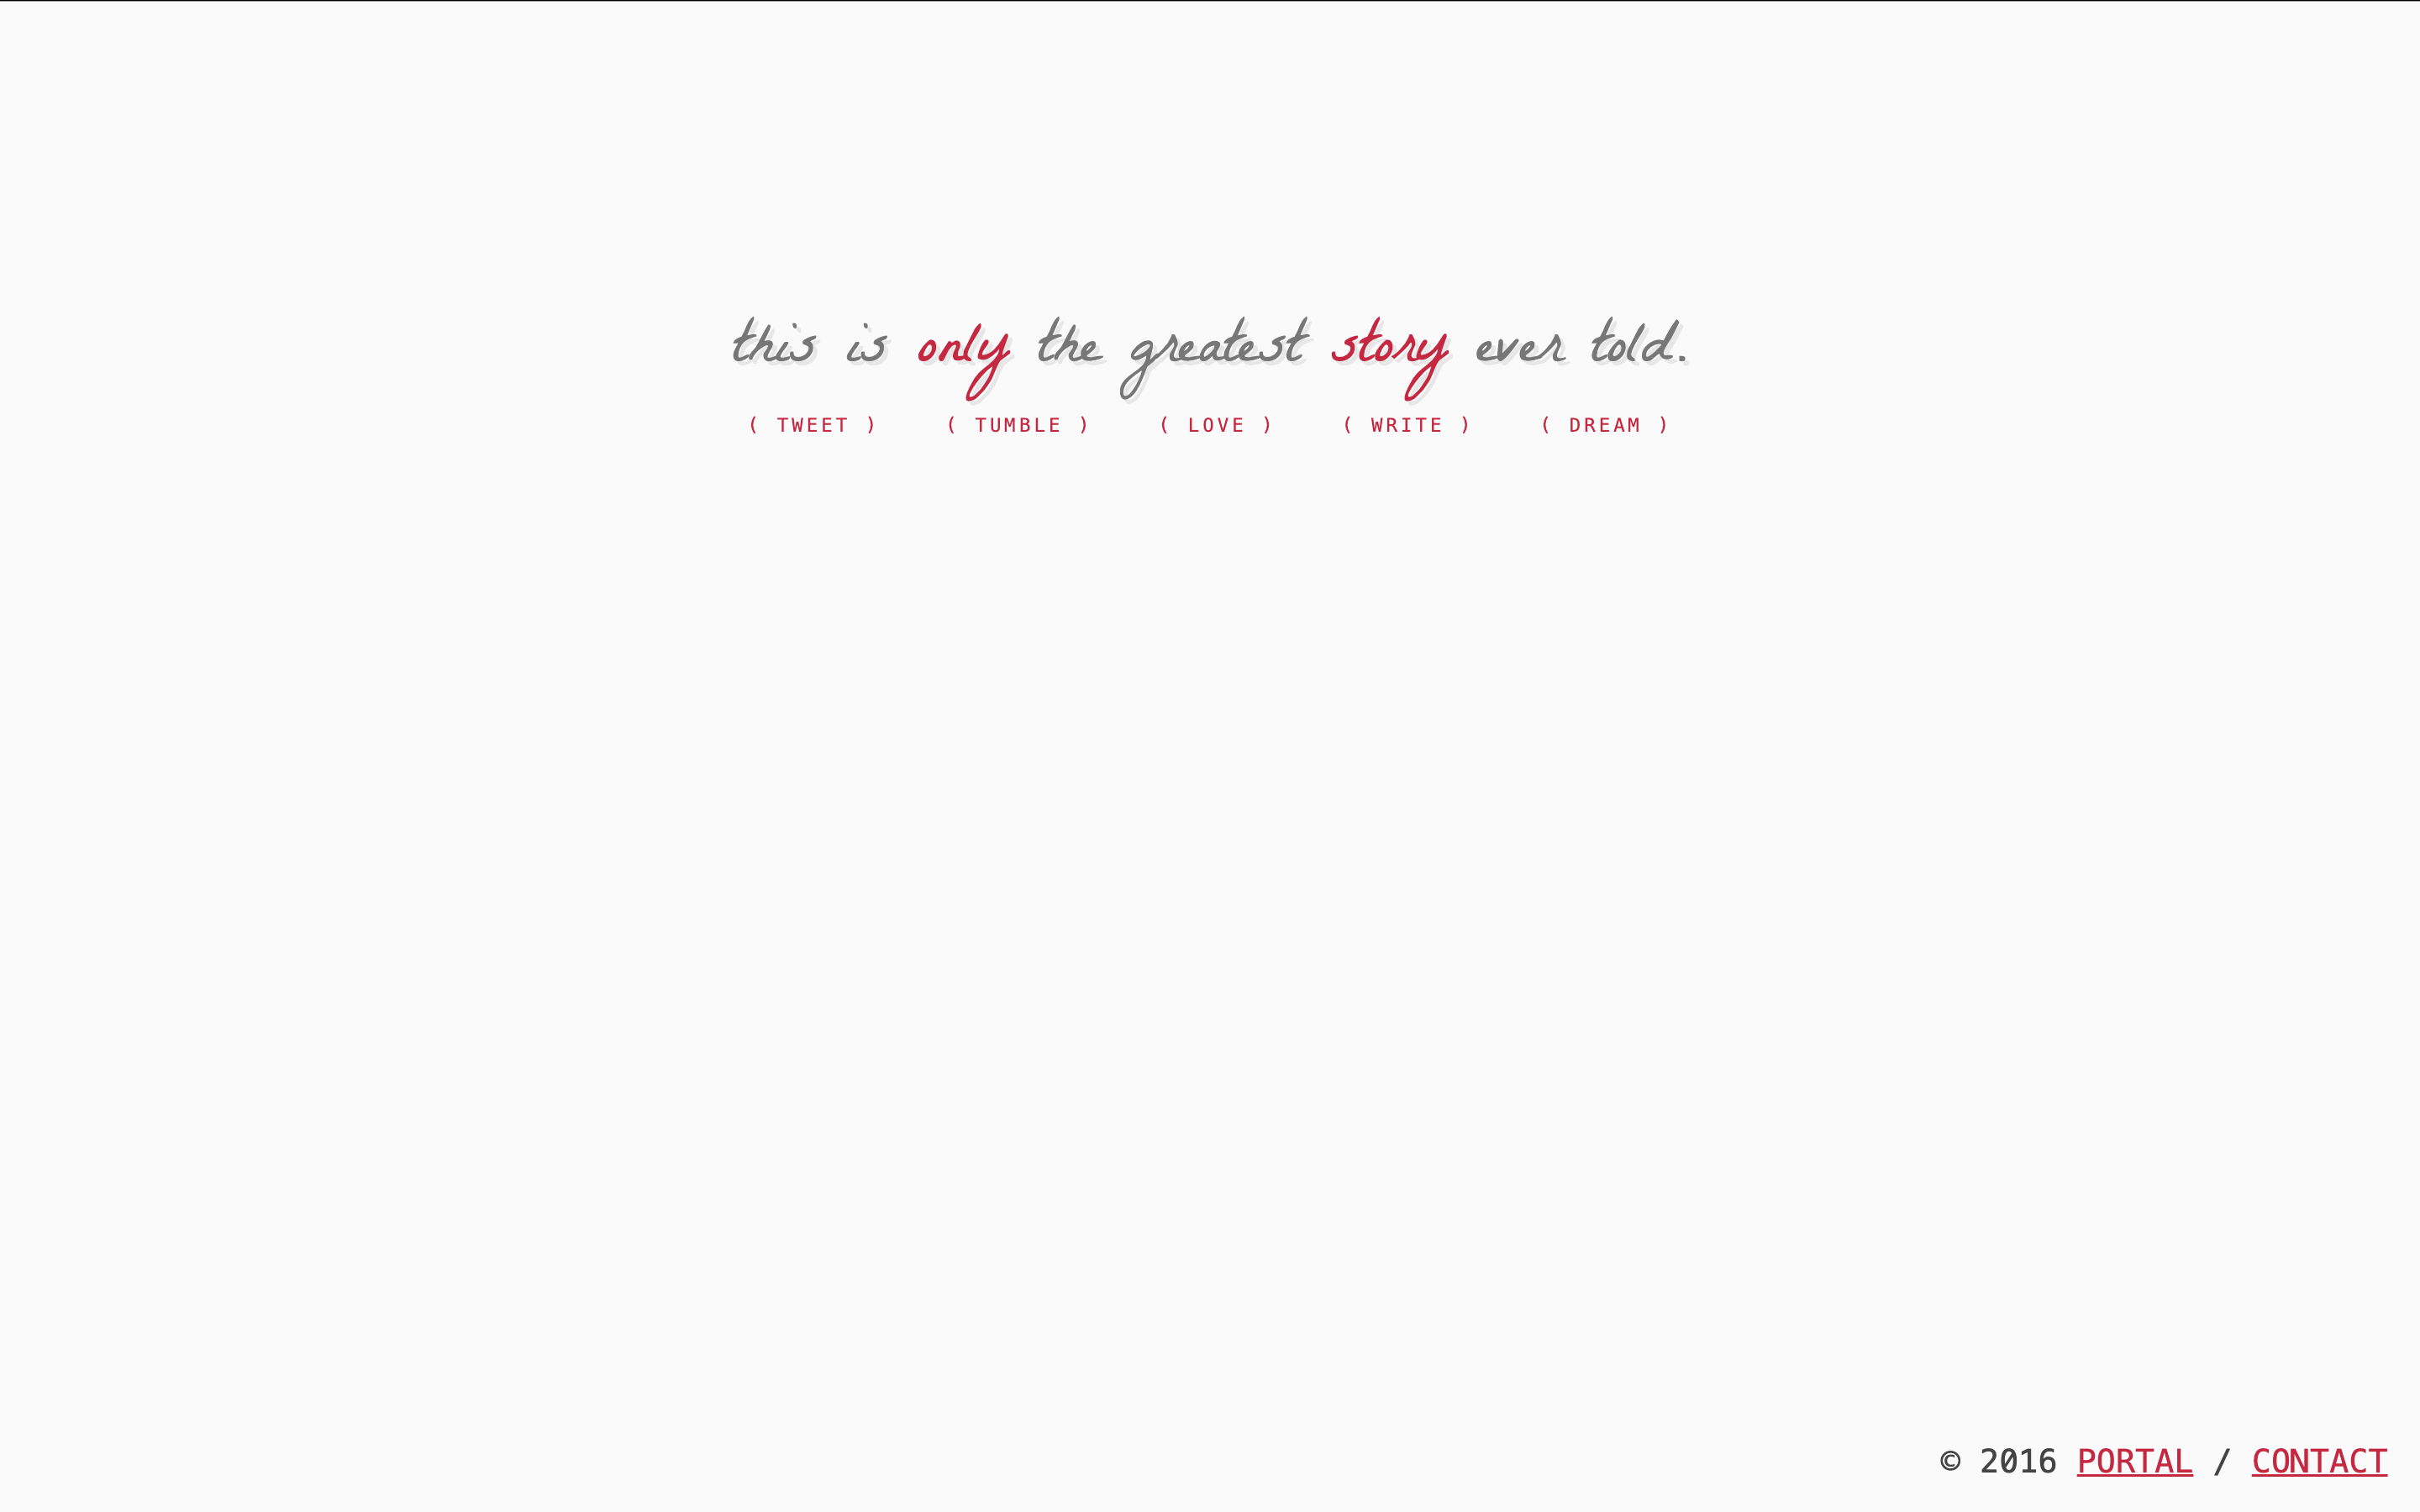 this is only the greatest story ever told.
( TWEET ) ( TUMBLE ) ( LOVE ) ( WRITE ) ( DREAM )
© 2016 PORTAL / CONTACT